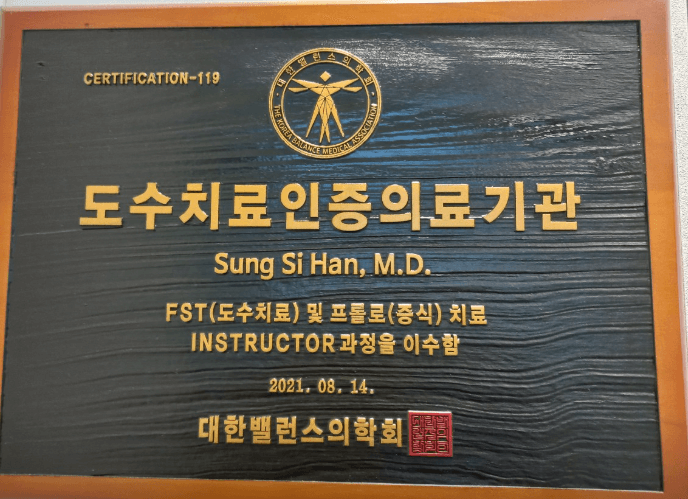 CERTIFICATION-119
대한밸런스의학회
THE KOREA BALANCE MEDICAL ASSOCIATION
도수치료인증의료기관
Sung Si Han, M.D.
FST(도수치료) 및 프롤로(증식) 치료
INSTRUCTOR과정을 이수함
2021. 08. 14.
대한밸런스의학회